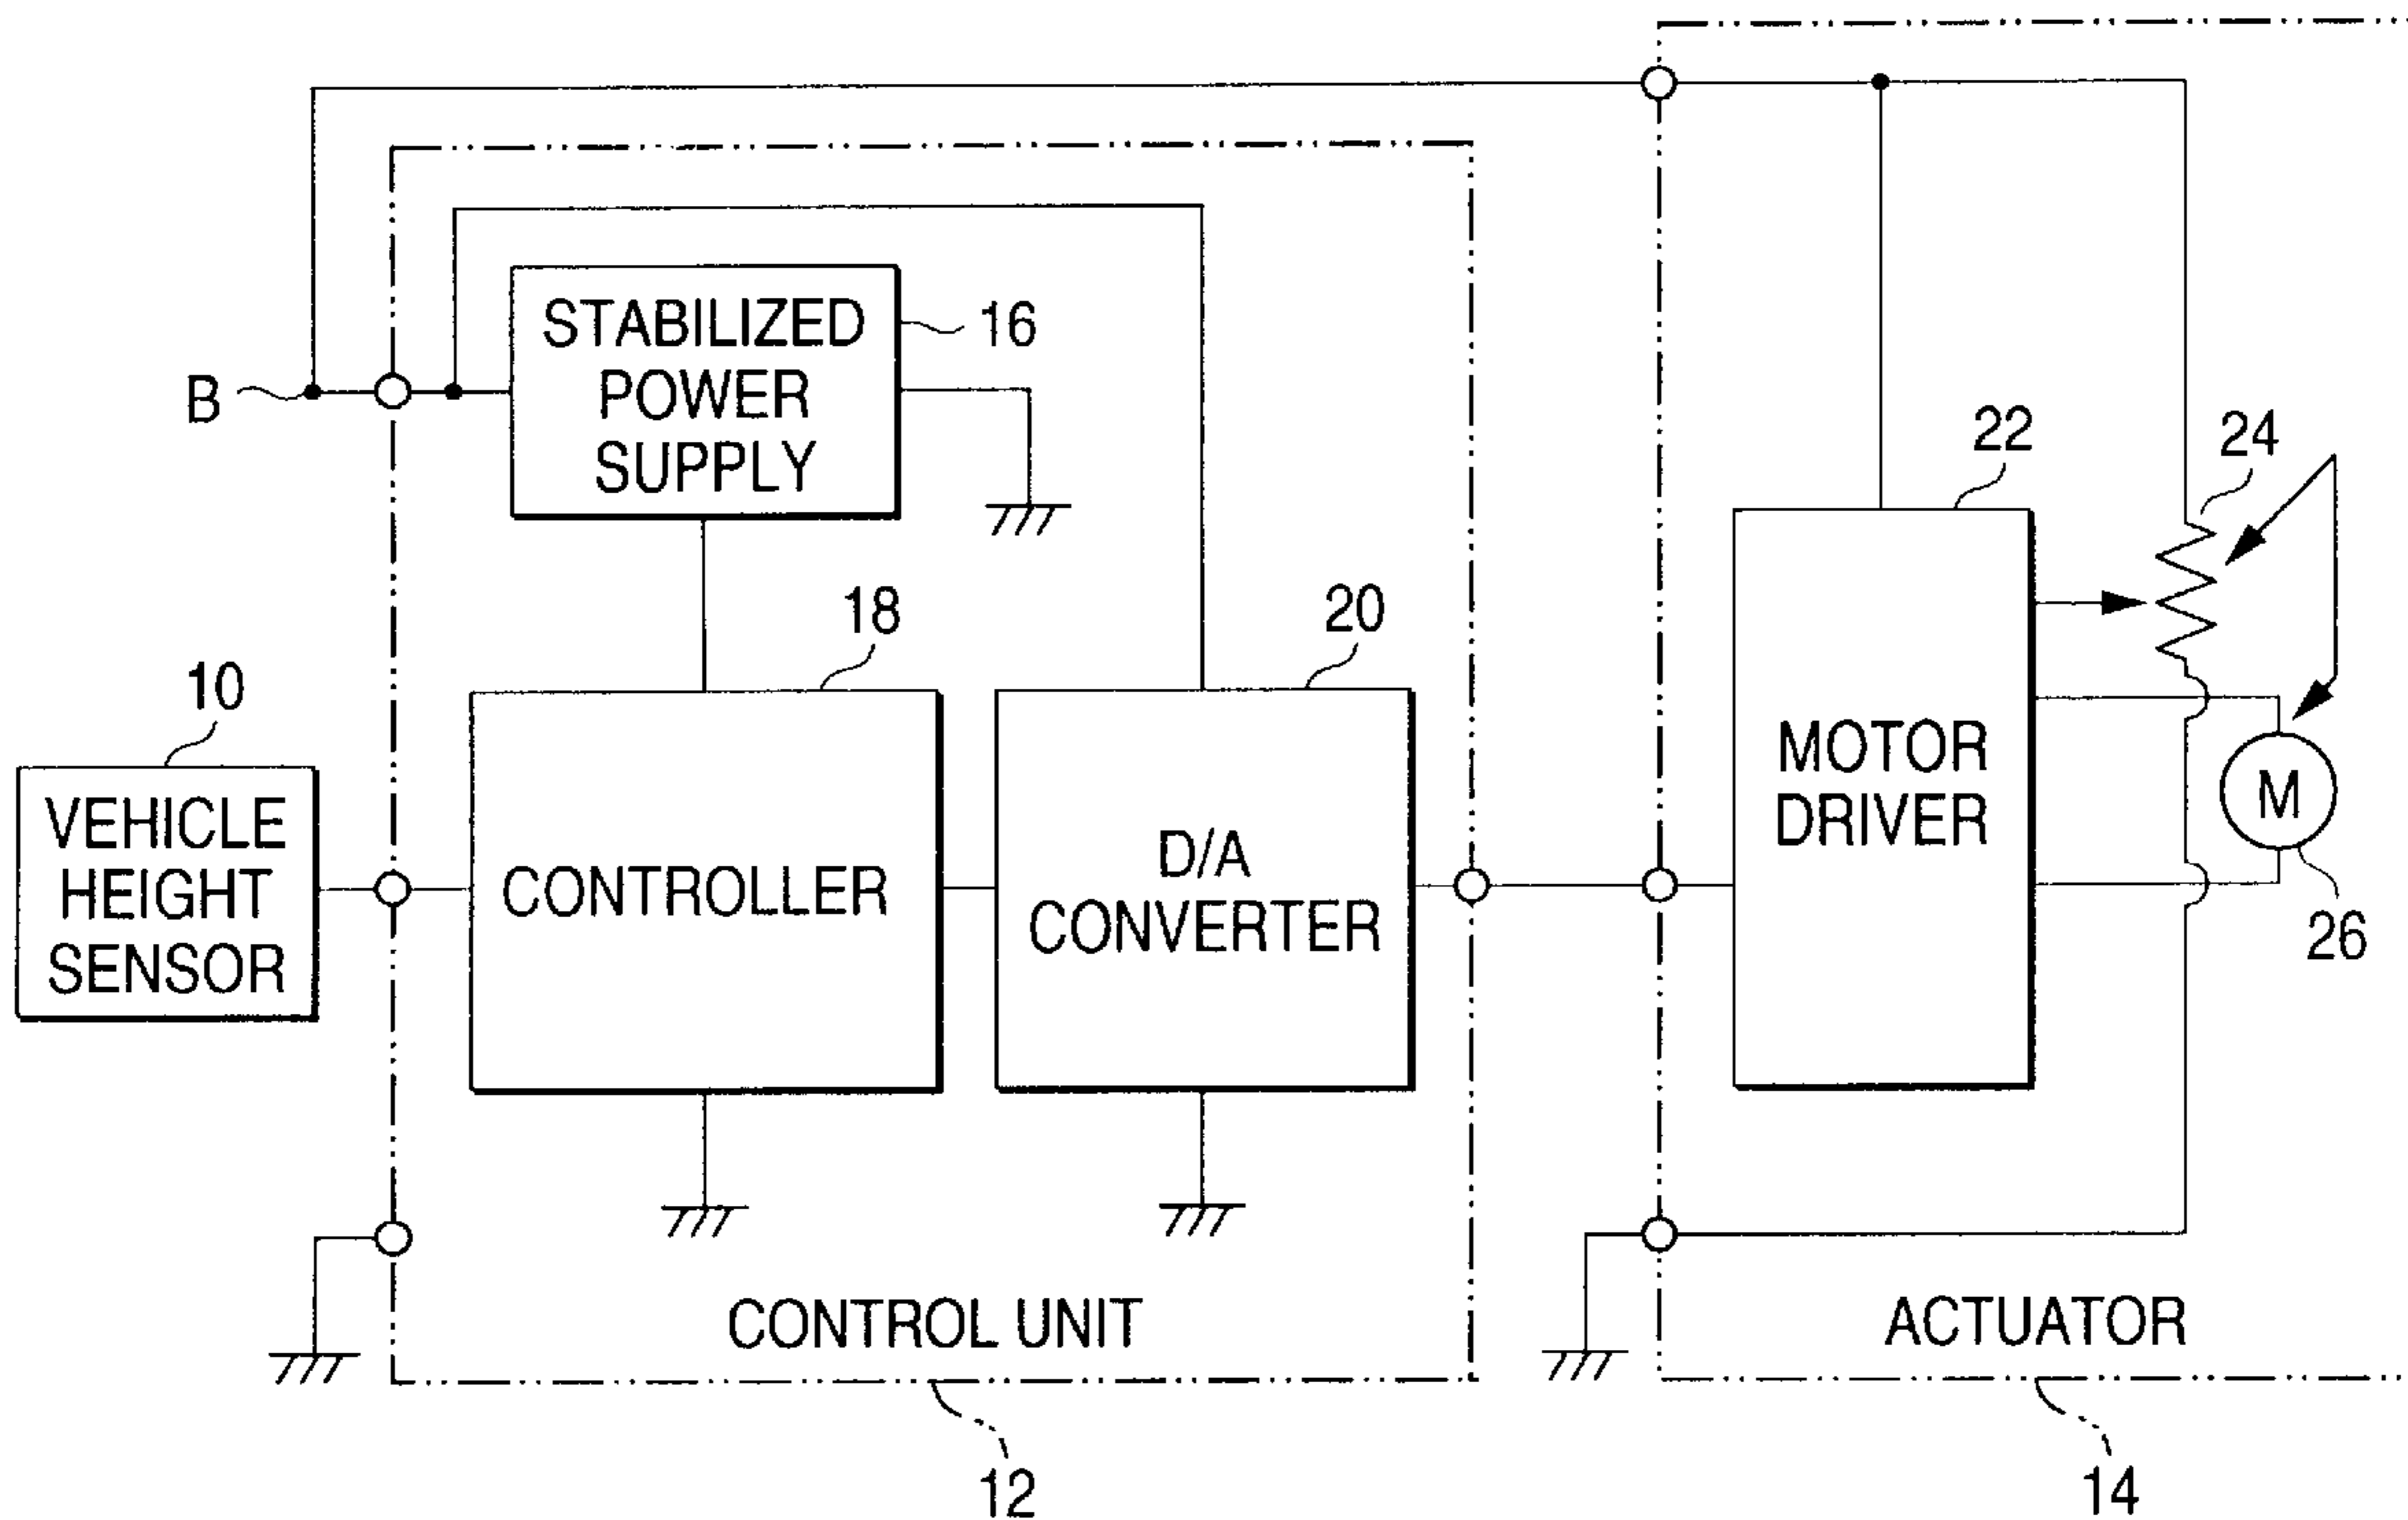 STABILIZED
POWER
SUPPLY
16
B
22
24
18
20
10
VEHICLE
HEIGHT
SENSOR
CONTROLLER
D/A
CONVERTER
MOTOR
DRIVER
M
26
CONTROL UNIT
ACTUATOR
12
14